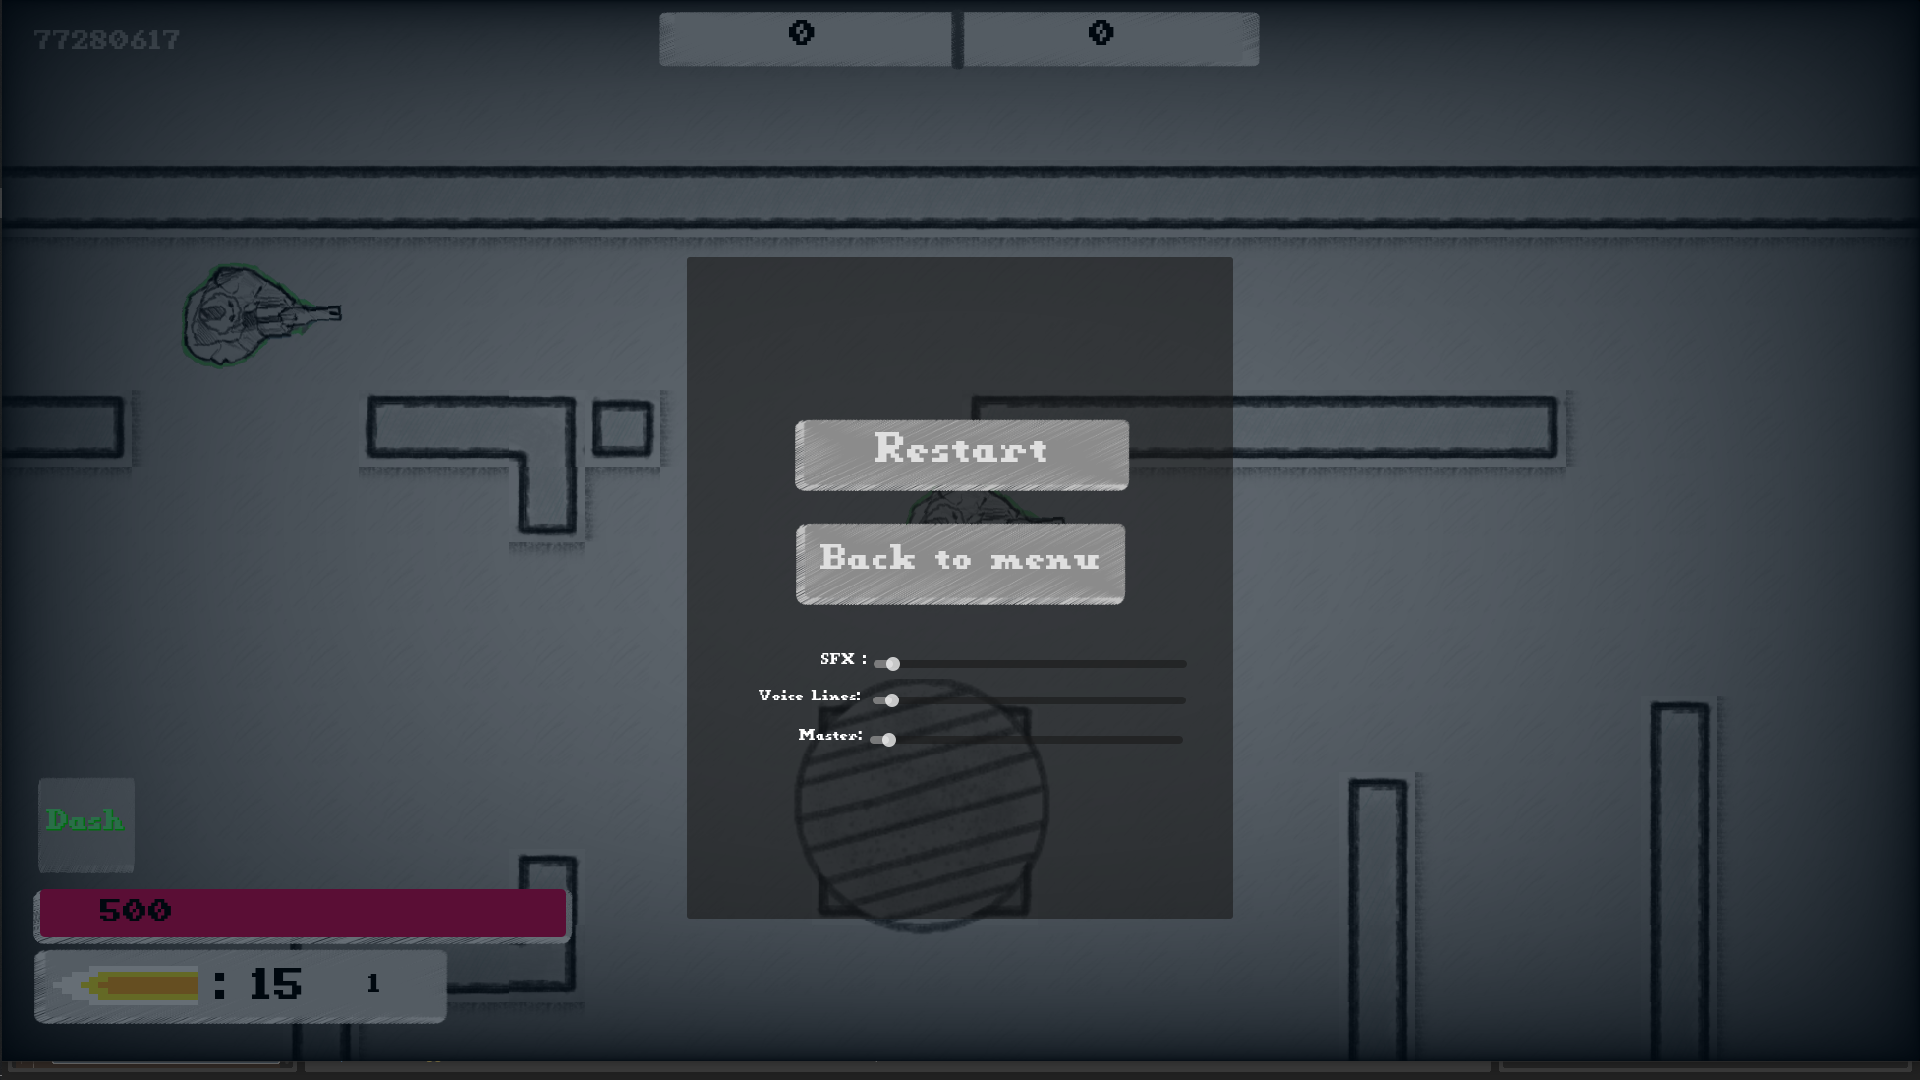 77280617
0 0
Restart
Back to menu
SFX :
Voice Lines:
Master:
Dash
500
: 15 1